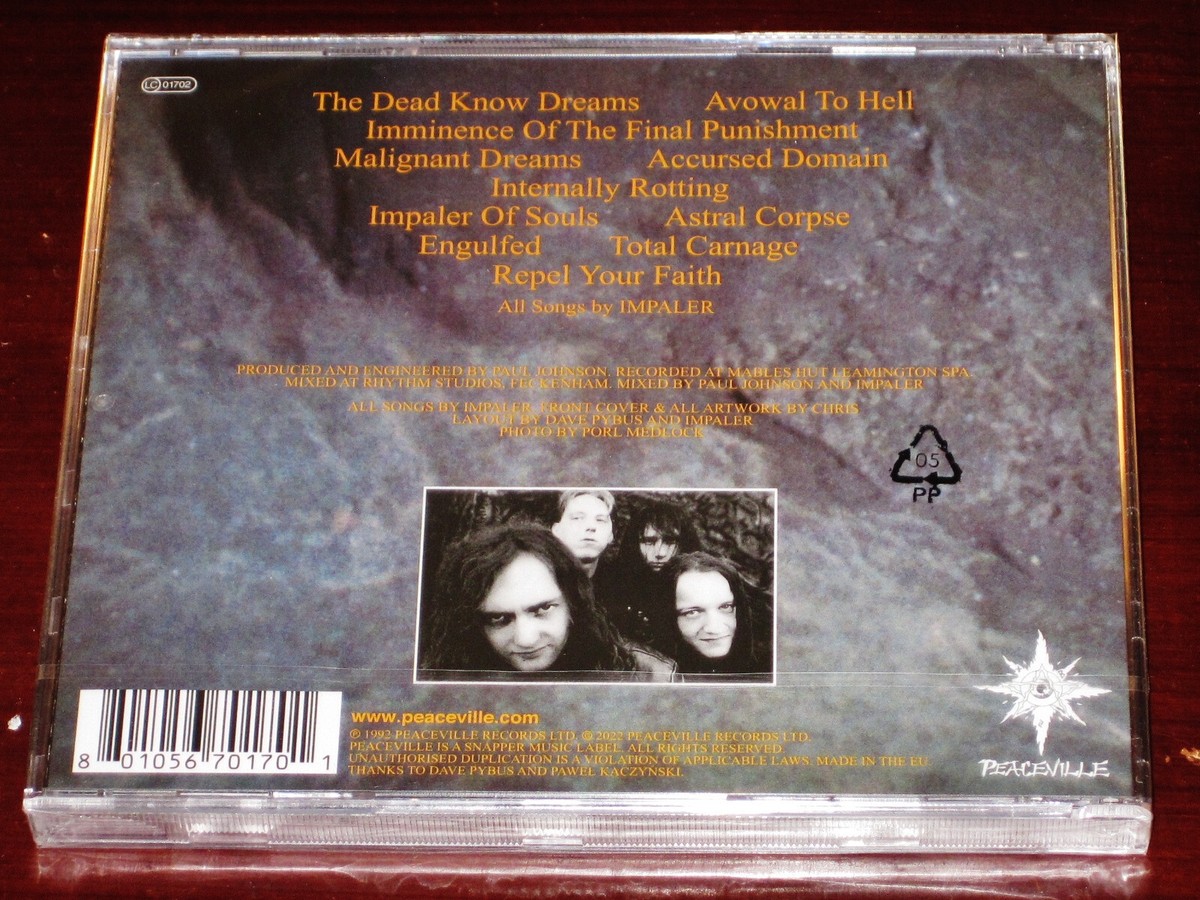 LC 01702
The Dead Know Dreams Avowal To Hell
Imminence Of The Final Punishment
Malignant Dreams Accursed Domain
Internally Rotting
Impaler Of Souls Astral Corpse
Engulfed Total Carnage
Repel Your Faith
All Songs by IMPALER
PRODUCED AND ENGINEERED BY PAUL JOHNSON. RECORDED AT MABLES HUT LEAMINGTON SPA.
MIXED AT RHYTHM STUDIOS, FECKENHAM. MIXED BY PAUL JOHNSON AND IMPALER
ALL SONGS BY IMPALER. FRONT COVER & ALL ARTWORK BY CHRIS
LAYOUT BY DAVE PYBUS AND IMPALER
PHOTO BY PORL MEDLOCK
05
PP
www.peaceville.com
℗ 1992 PEACEVILLE RECORDS LTD. © 2022 PEACEVILLE RECORDS LTD.
PEACEVILLE IS A SNAPPER MUSIC LABEL. ALL RIGHTS RESERVED.
UNAUTHORISED DUPLICATION IS A VIOLATION OF APPLICABLE LAWS. MADE IN THE EU.
THANKS TO DAVE PYBUS AND PAWEŁ KACZYŃSKI.
8 01056 70170 1
PEACEVILLE